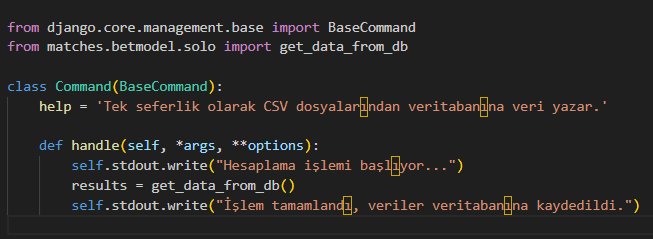 from django.core.management.base import BaseCommand
from matches.betmodel.solo import get_data_from_db
class Command(BaseCommand):
help = 'Tek seferlik olarak CSV dosyalarından veritabanına veri yazar.'
def handle(self, *args, **options):
self.stdout.write("Hesaplama işlemi başlıyor...")
results = get_data_from_db()
self.stdout.write("İşlem tamamlandı, veriler veritabanına kaydedildi.")